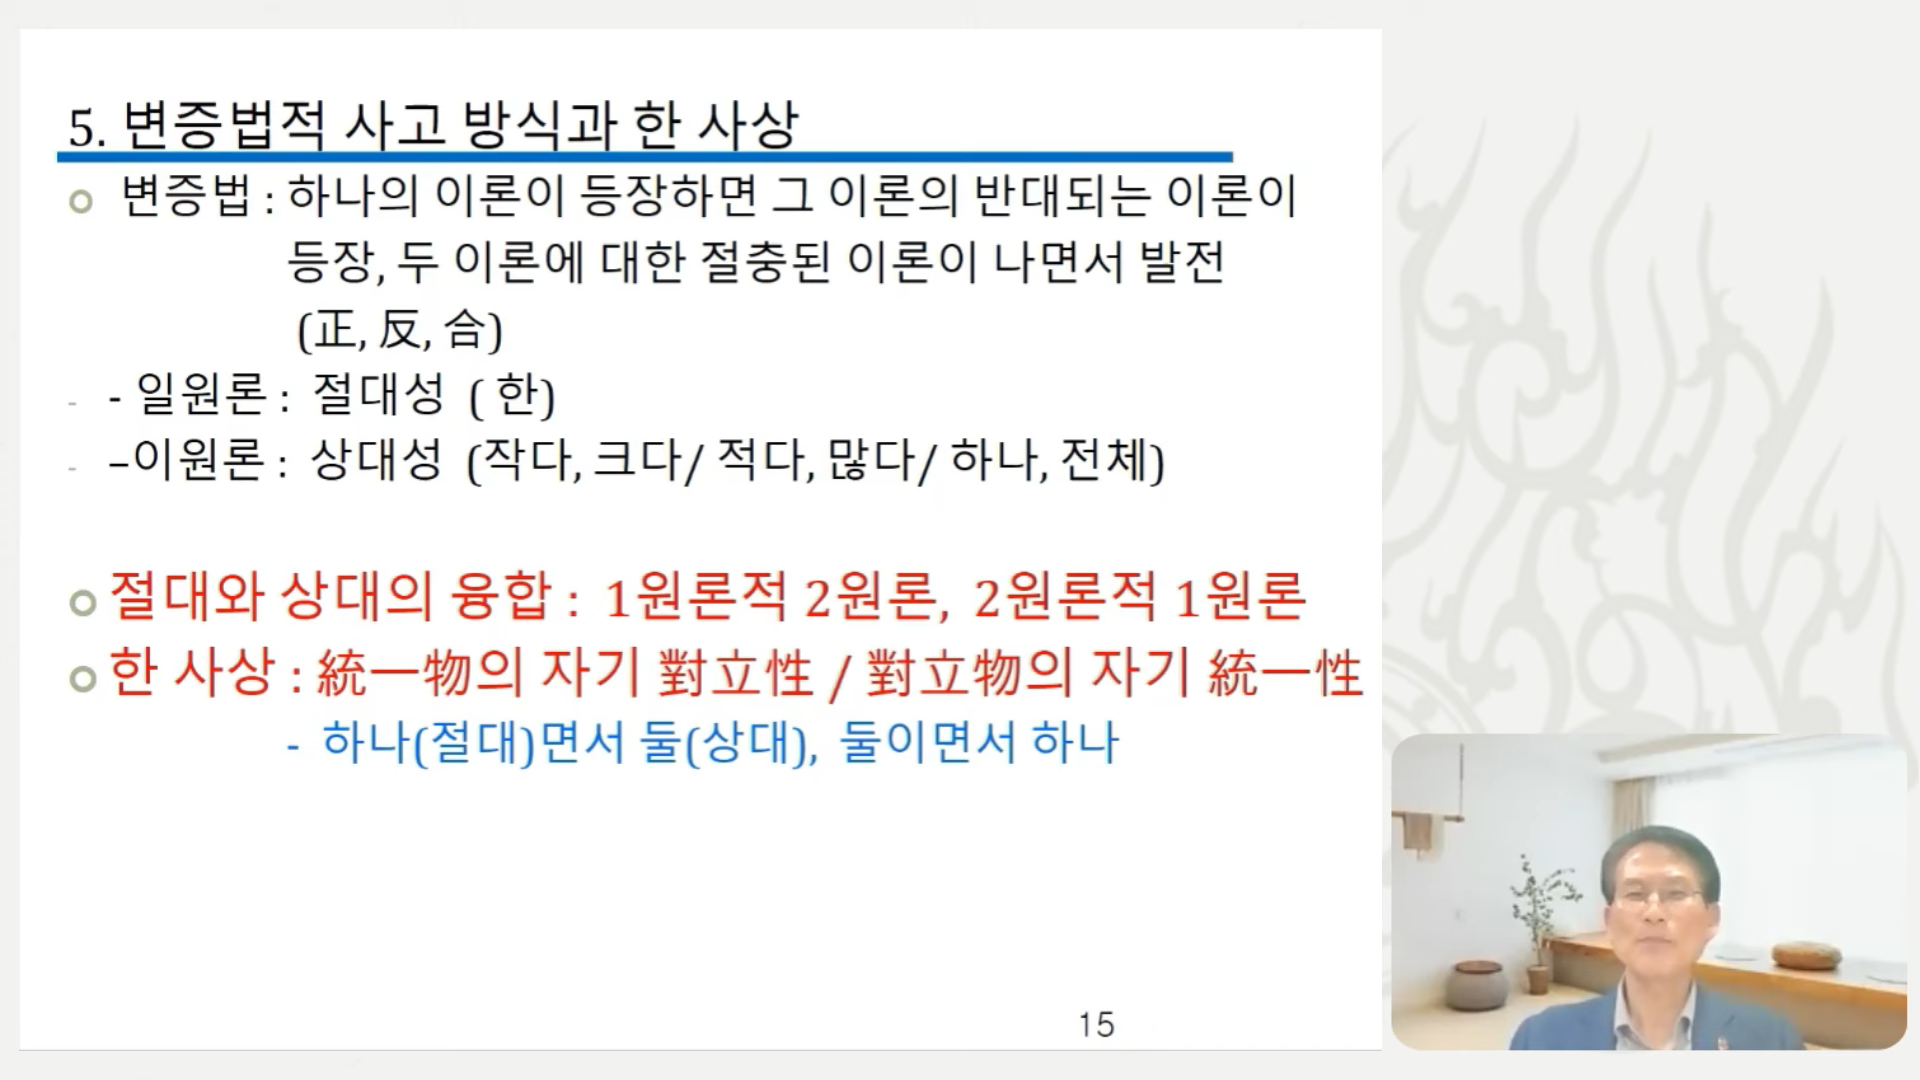 5. 변증법적 사고 방식과 한 사상
변증법 : 하나의 이론이 등장하면 그 이론의 반대되는 이론이
등장, 두 이론에 대한 절충된 이론이 나면서 발전
(正, 反, 合)
- - 일원론 : 절대성 ( 한)
- –이원론 : 상대성 (작다, 크다/ 적다, 많다/ 하나, 전체)
절대와 상대의 융합 : 1원론적 2원론, 2원론적 1원론
한 사상 : 統一物의 자기 對立性 / 對立物의 자기 統一性
- 하나(절대)면서 둘(상대), 둘이면서 하나
15